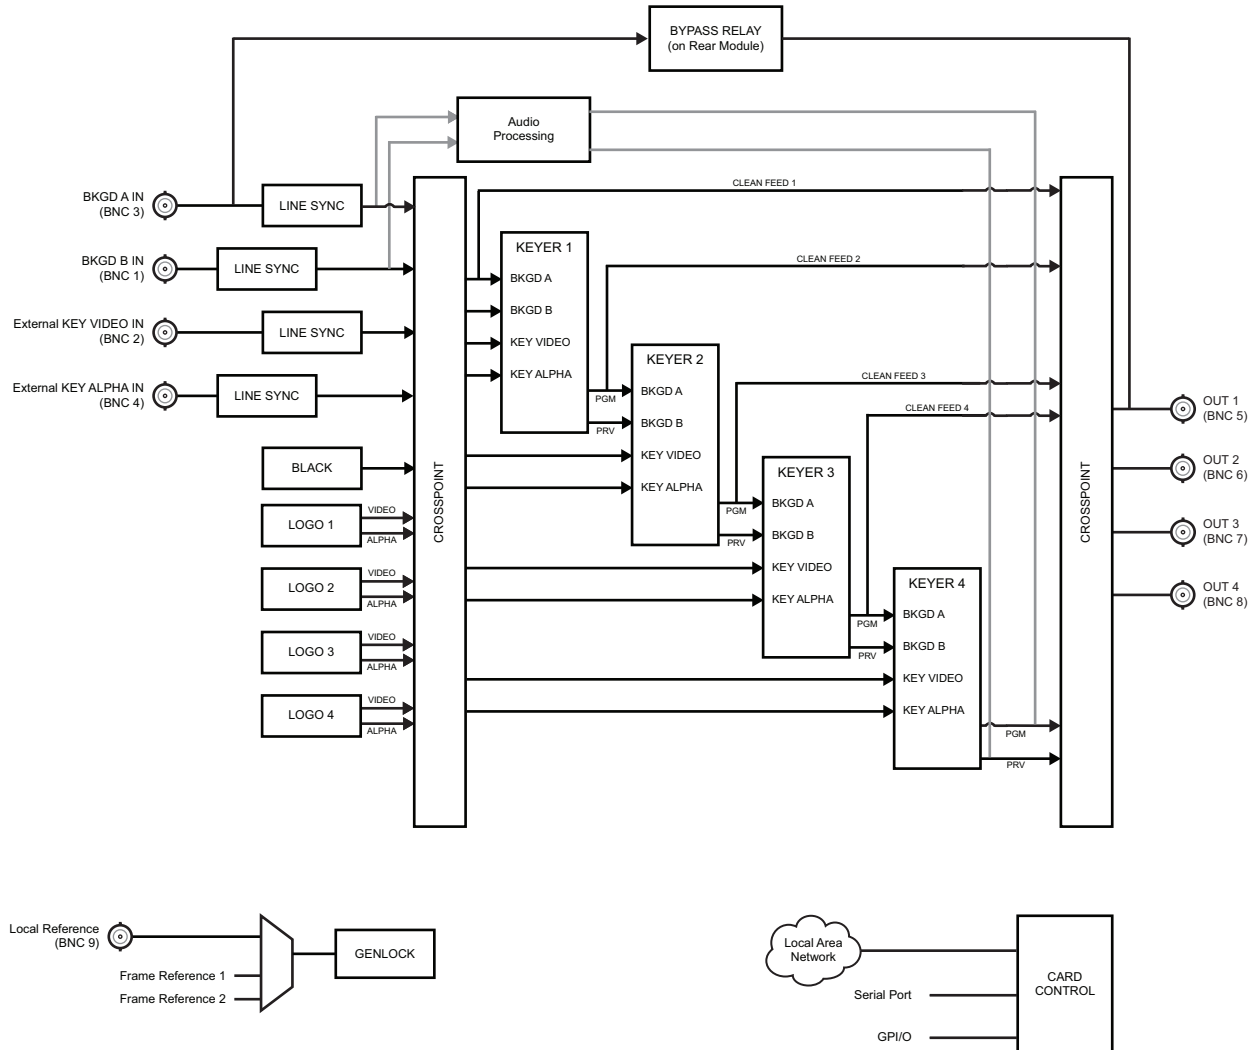 BYPASS RELAY
(on Rear Module)
Audio
Processing
CLEAN FEED 1
BKGD A IN
(BNC 3)
LINE SYNC
KEYER 1
BKGD A
BKGD B
KEY VIDEO
KEY ALPHA
PGM
PRV
BKGD B IN
(BNC 1)
LINE SYNC
CLEAN FEED 2
External KEY VIDEO IN
(BNC 2)
LINE SYNC
KEYER 2
BKGD A
BKGD B
KEY VIDEO
KEY ALPHA
PGM
PRV
CLEAN FEED 3
External KEY ALPHA IN
(BNC 4)
LINE SYNC
CLEAN FEED 4
OUT 1
(BNC 5)
BLACK
CROSSPOINT
KEYER 3
BKGD A
BKGD B
KEY VIDEO
KEY ALPHA
PGM
PRV
CROSSPOINT
OUT 2
(BNC 6)
LOGO 1
VIDEO
ALPHA
OUT 3
(BNC 7)
LOGO 2
VIDEO
ALPHA
KEYER 4
BKGD A
BKGD B
KEY VIDEO
KEY ALPHA
PGM
PRV
OUT 4
(BNC 8)
LOGO 3
VIDEO
ALPHA
LOGO 4
VIDEO
ALPHA
Local Reference
(BNC 9)
Frame Reference 1
Frame Reference 2
GENLOCK
Local Area
Network
Serial Port
GPI/O
CARD
CONTROL